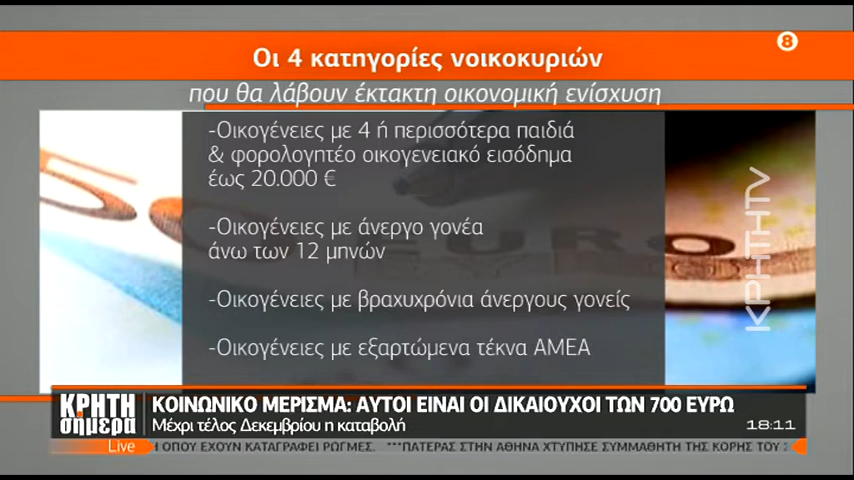 8
Οι 4 κατηγορίες νοικοκυριών
που θα λάβουν έκτακτη οικονομική ενίσχυση
-Οικογένειες με 4 ή περισσότερα παιδιά
& φορολογητέο οικογενειακό εισόδημα
έως 20.000 €
-Οικογένειες με άνεργο γονέα
άνω των 12 μηνών
-Οικογένειες με βραχυχρόνια άνεργους γονείς
-Οικογένειες με εξαρτώμενα τέκνα ΑΜΕΑ
EURO
ΚΡΗΤΗTV
ΚΡΗΤΗ
σήμερα
ΚΟΙΝΩΝΙΚΟ ΜΕΡΙΣΜΑ: ΑΥΤΟΙ ΕΙΝΑΙ ΟΙ ΔΙΚΑΙΟΥΧΟΙ ΤΩΝ 700 ΕΥΡΩ
Μέχρι τέλος Δεκεμβρίου η καταβολή
18:11
Live
Η ΟΠΟΥ ΕΧΟΥΝ ΚΑΤΑΓΡΑΦΕΙ ΡΩΓΜΕΣ. ***ΠΑΤΕΡΑΣ ΣΤΗΝ ΑΘΗΝΑ ΧΤΥΠΗΣΕ ΣΥΜΜΑΘΗΤΗ ΤΗΣ ΚΟΡΗΣ ΤΟΥ